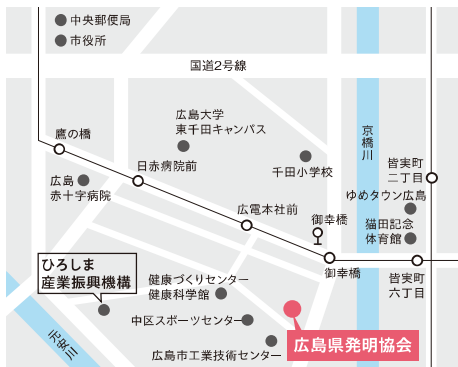 中央郵便局
市役所
国道2号線
広島大学
東千田キャンパス
鷹の橋
日赤病院前
千田小学校
京橋川
皆実町
二丁目
広島
赤十字病院
ゆめタウン広島
広電本社前
御幸橋
猫田記念
体育館
御幸橋
ひろしま
産業振興機構
健康づくりセンター
健康科学館
皆実町
六丁目
中区スポーツセンター
元安川
広島県発明協会
広島市工業技術センター